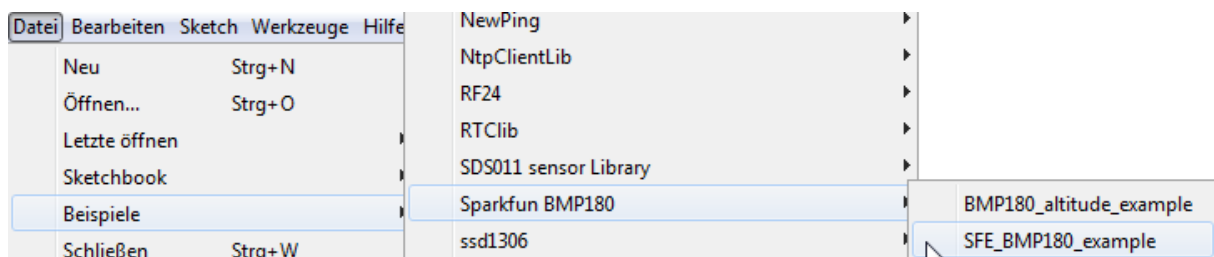 Datei Bearbeiten Sketch Werkzeuge Hilfe
Neu Strg+N
Öffnen... Strg+O
Letzte öffnen
Sketchbook
Beispiele
Schließen Strg+W
NewPing
NtpClientLib
RF24
RTClib
SDS011 sensor Library
Sparkfun BMP180
ssd1306
BMP180_altitude_example
SFE_BMP180_example